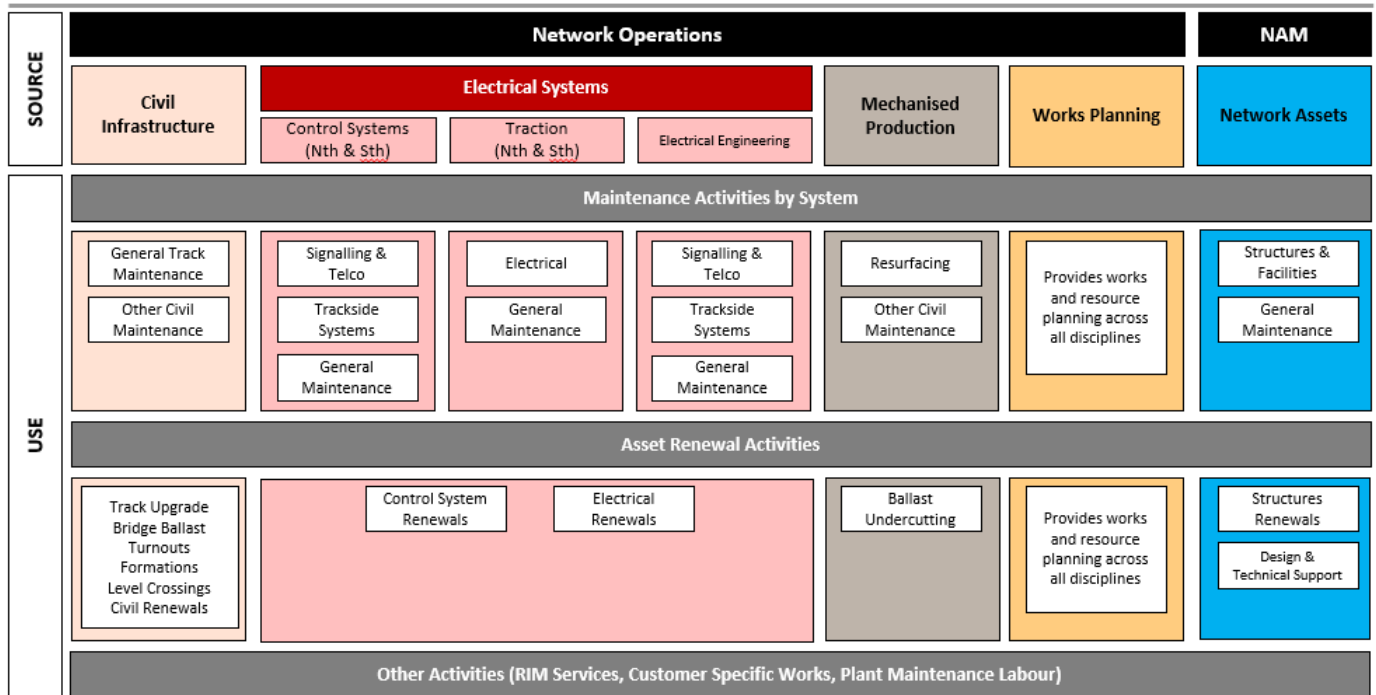 SOURCE
Network Operations
NAM
Civil
Infrastructure
Electrical Systems
Control Systems
(Nth & Sth)
Traction
(Nth & Sth)
Electrical Engineering
Mechanised
Production
Works Planning
Network Assets
USE
Maintenance Activities by System
General Track
Maintenance
Other Civil
Maintenance
Signalling &
Telco
Trackside
Systems
General
Maintenance
Electrical
General
Maintenance
Signalling &
Telco
Trackside
Systems
General
Maintenance
Resurfacing
Other Civil
Maintenance
Provides works
and resource
planning across
all disciplines
Structures &
Facilities
General
Maintenance
Asset Renewal Activities
Track Upgrade
Bridge Ballast
Turnouts
Formations
Level Crossings
Civil Renewals
Control System
Renewals
Electrical
Renewals
Ballast
Undercutting
Provides works
and resource
planning across
all disciplines
Structures
Renewals
Design &
Technical Support
Other Activities (RIM Services, Customer Specific Works, Plant Maintenance Labour)